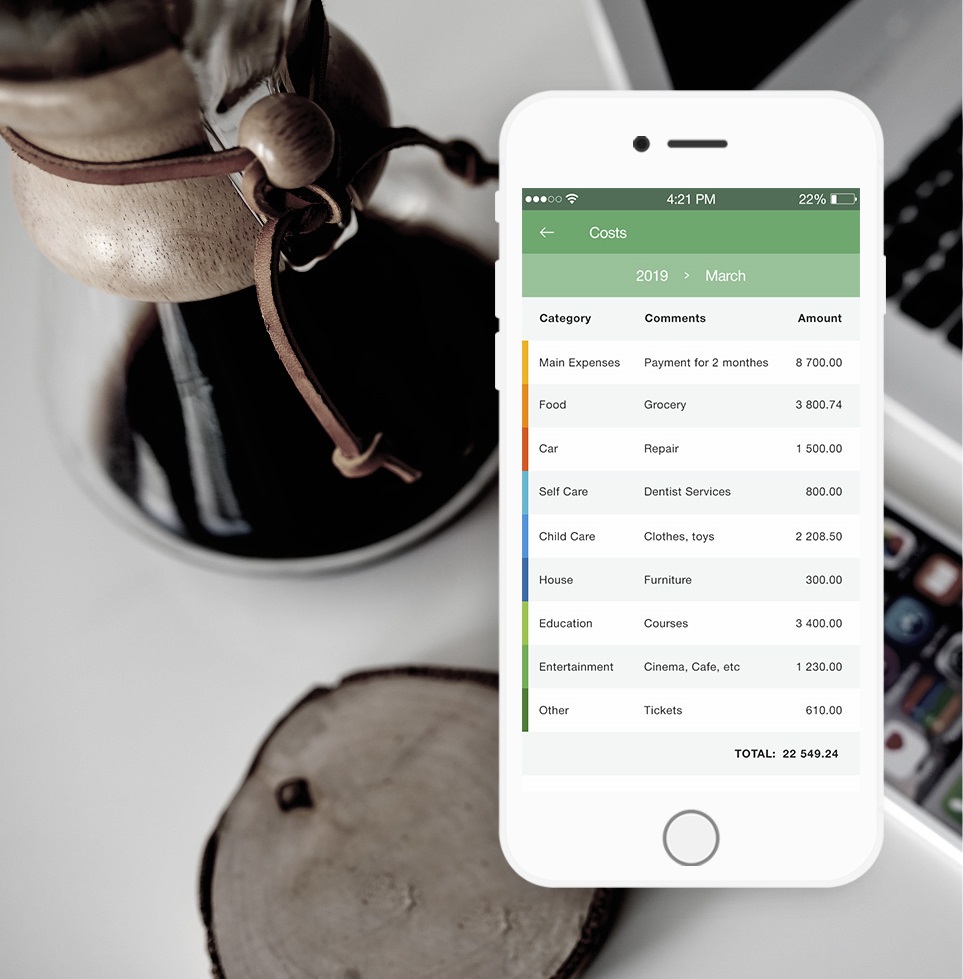 4:21 PM 22%
Costs
2019 > March
Category Comments Amount
Main Expenses Payment for 2 monthes 8 700.00
Food Grocery 3 800.74
Car Repair 1 500.00
Self Care Dentist Services 800.00
Child Care Clothes, toys 2 208.50
House Furniture 300.00
Education Courses 3 400.00
Entertainment Cinema, Cafe, etc 1 230.00
Other Tickets 610.00
TOTAL: 22 549.24